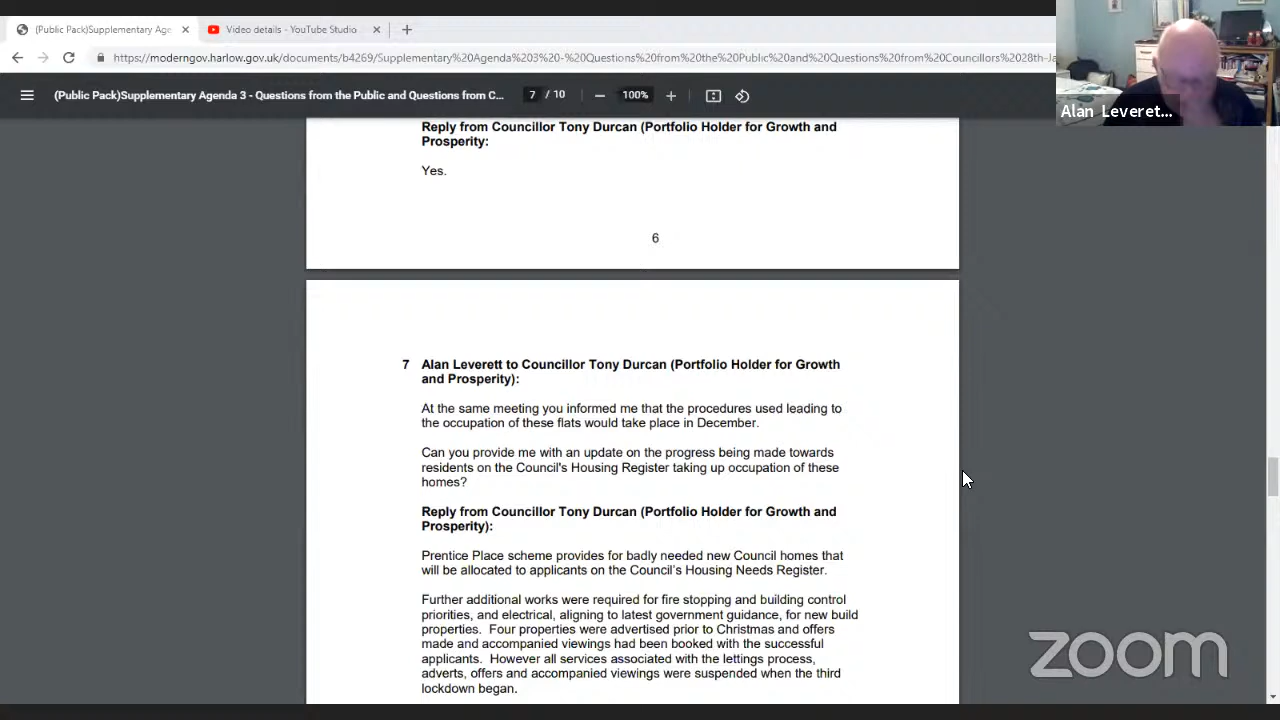 (Public Pack)Supplementary Age
Video details - YouTube Studio
https://moderngov.harlow.gov.uk/documents/b4269/Supplementary%20Agenda%203%20-%20Questions%20from%20the%20Public%20and%20Questions%20from%20Councillors%2028th-Ja
(Public Pack)Supplementary Agenda 3 - Questions from the Public and Questions from C...
7 / 10
100%
Alan Leveret...
Reply from Councillor Tony Durcan (Portfolio Holder for Growth and
Prosperity:
Yes.
6
7 Alan Leverett to Councillor Tony Durcan (Portfolio Holder for Growth
and Prosperity):
At the same meeting you informed me that the procedures used leading to
the occupation of these flats would take place in December.
Can you provide me with an update on the progress being made towards
residents on the Council's Housing Register taking up occupation of these
homes?
Reply from Councillor Tony Durcan (Portfolio Holder for Growth and
Prosperity):
Prentice Place scheme provides for badly needed new Council homes that
will be allocated to applicants on the Council's Housing Needs Register.
Further additional works were required for fire stopping and building control
priorities, and electrical, aligning to latest government guidance, for new build
properties. Four properties were advertised prior to Christmas and offers
made and accompanied viewings had been booked with the successful
applicants. However all services associated with the lettings process,
adverts, offers and accompanied viewings were suspended when the third
lockdown began.
zoom